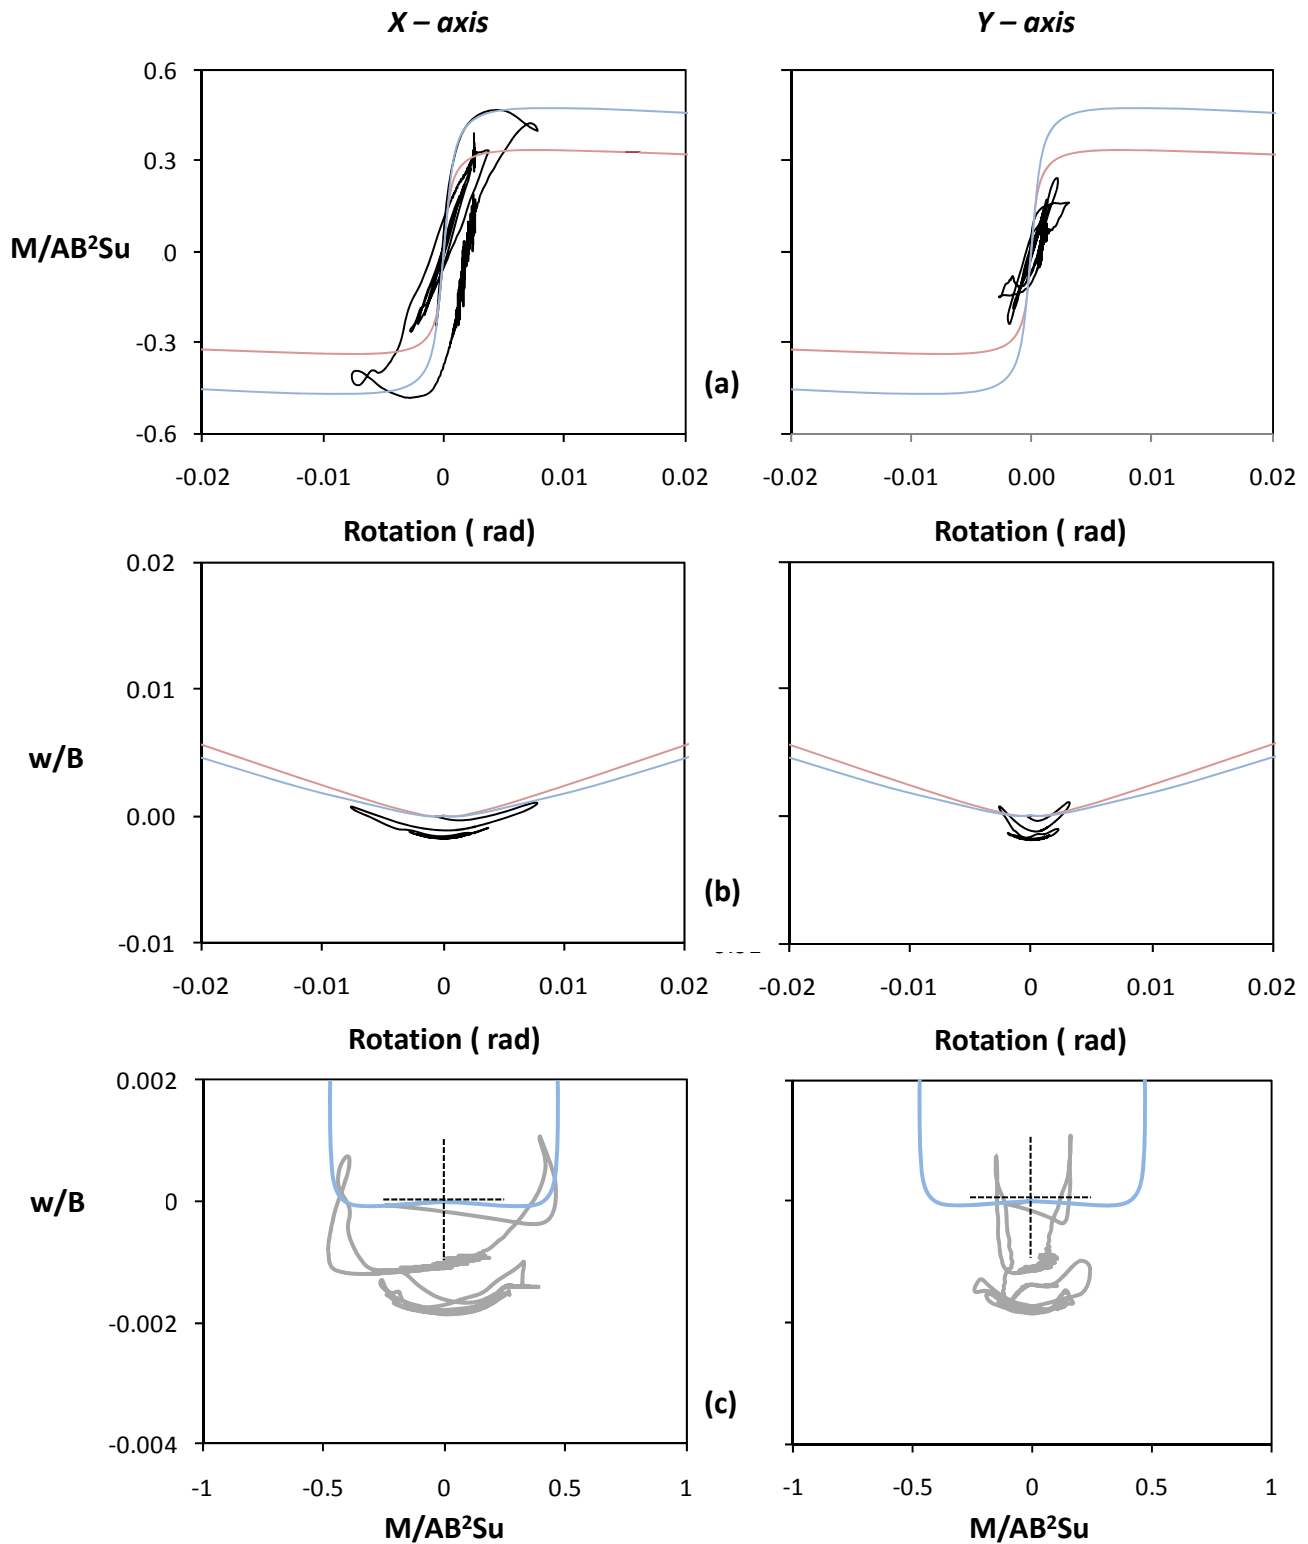 X – axis
Y – axis
0.6
0.3
M/AB²Su
0
-0.3
(a)
-0.6
-0.02 -0.01 0 0.01 0.02
-0.02 -0.01 0.00 0.01 0.02
Rotation ( rad)
Rotation ( rad)
0.02
0.01
w/B
0.00
(b)
-0.01
-0.02 -0.01 0 0.01 0.02
-0.02 -0.01 0 0.01 0.02
Rotation ( rad)
Rotation ( rad)
0.002
w/B
0
-0.002
(c)
-0.004
-1 -0.5 0 0.5 1
-1 -0.5 0 0.5 1
M/AB²Su
M/AB²Su